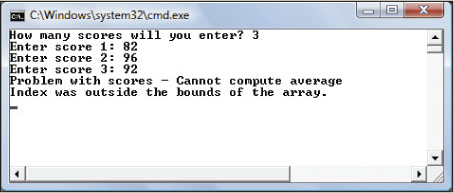 C:\Windows\system32\cmd.exe
How many scores will you enter? 3
Enter score 1: 82
Enter score 2: 96
Enter score 3: 92
Problem with scores - Cannot compute average
Index was outside the bounds of the array.